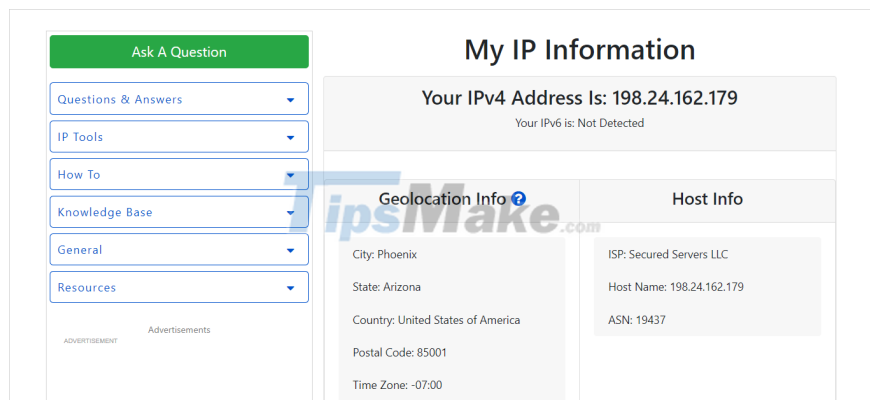 Ask A Question
Questions & Answers
IP Tools
How To
Knowledge Base
General
Resources
Advertisements
ADVERTISEMENT
My IP Information
Your IPv4 Address Is: 198.24.162.179
Your IPv6 is: Not Detected
Geolocation Info ?
City: Phoenix
State: Arizona
Country: United States of America
Postal Code: 85001
Time Zone: -07:00
Host Info
ISP: Secured Servers LLC
Host Name: 198.24.162.179
ASN: 19437
TipsMake.com